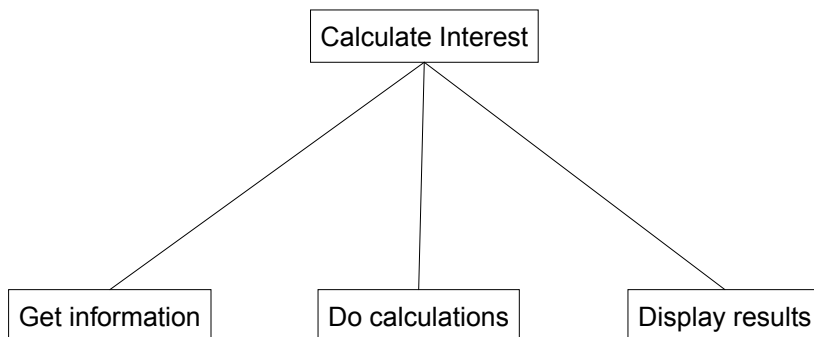 Calculate Interest
Get information
Do calculations
Display results